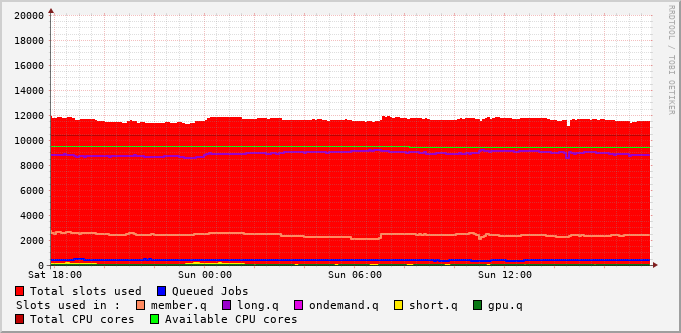 RRDTOOL / TOBI OETIKER
20000
18000
16000
14000
12000
10000
8000
6000
4000
2000
0
Sat 18:00 Sun 00:00 Sun 06:00 Sun 12:00
Total slots used Queued Jobs
Slots used in : member.q long.q ondemand.q short.q gpu.q
Total CPU cores Available CPU cores